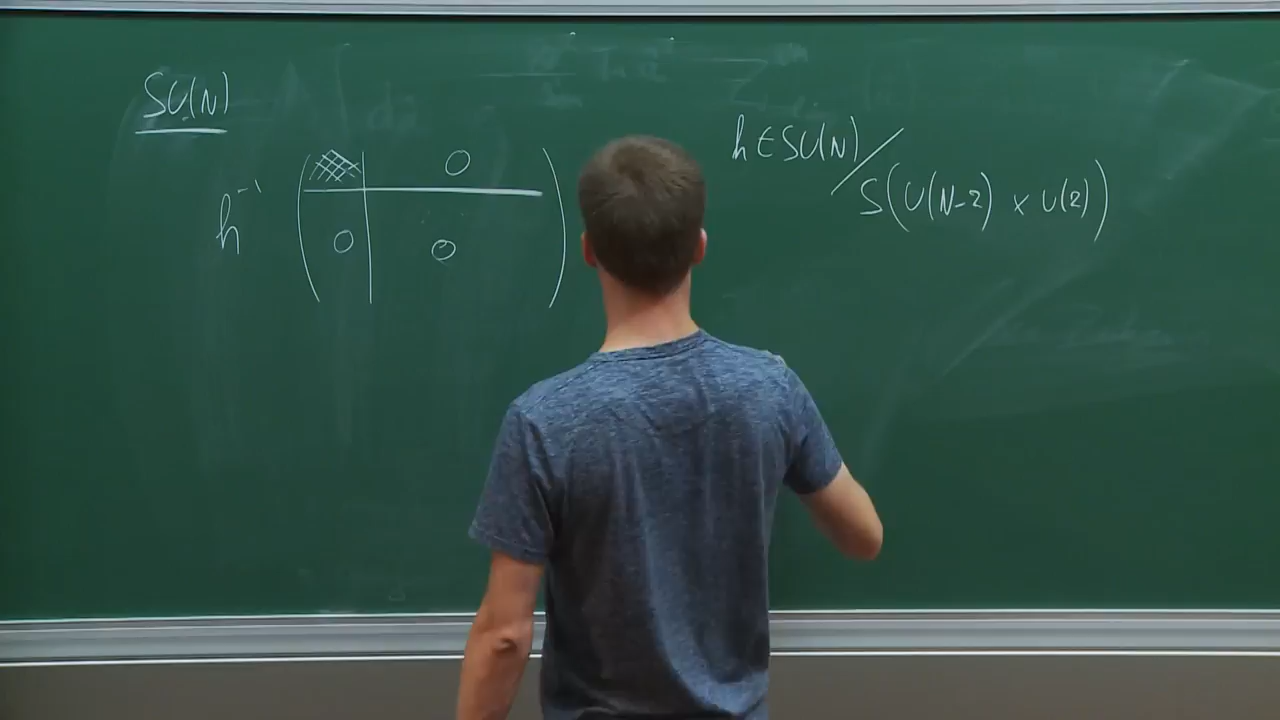 SU(N)
h⁻¹ ( 0
0 0 )
h ∈ SU(N) /
S(U(N-2) × U(2))